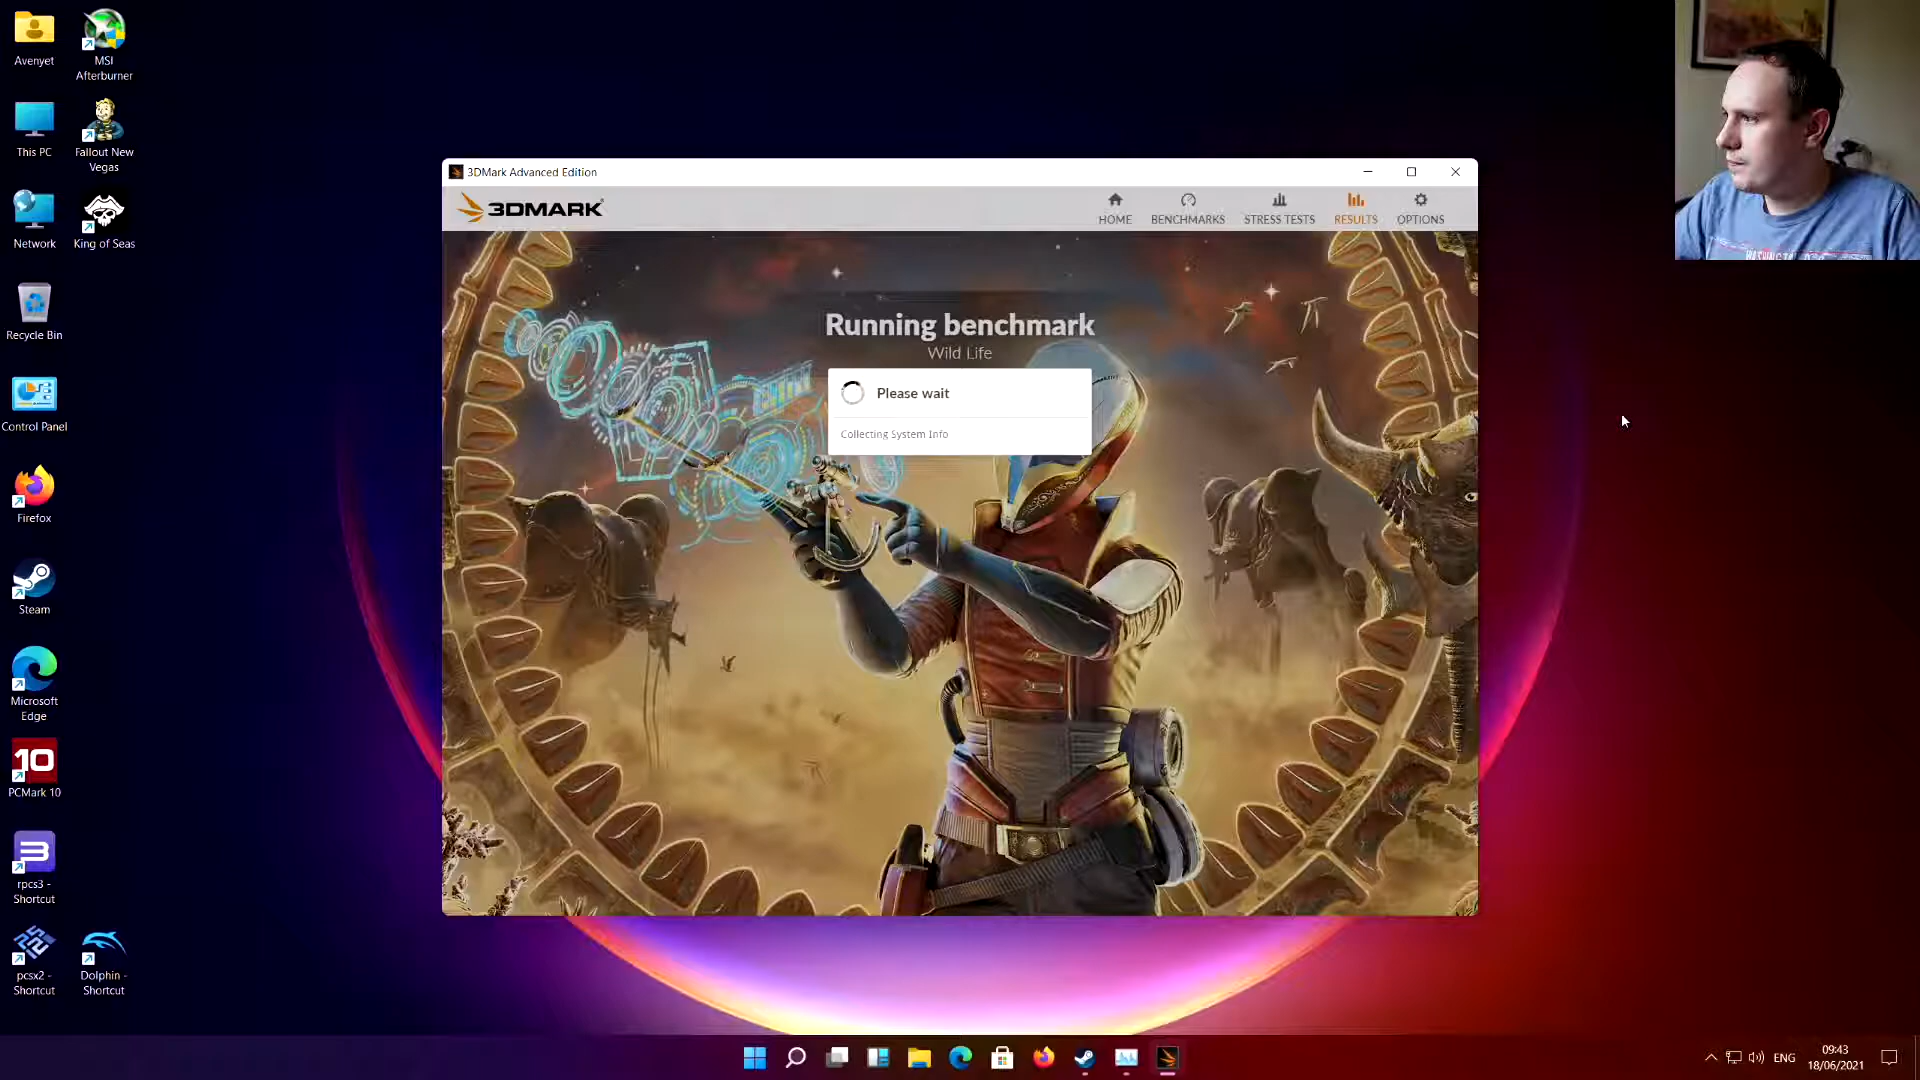 Avenyet
MSI
Afterburner
This PC
Fallout New
Vegas
Network
King of Seas
Recycle Bin
Control Panel
Firefox
Steam
Microsoft
Edge
10
PCMark 10
rpcs3 -
Shortcut
pcsx2 -
Shortcut
Dolphin -
Shortcut
3DMark Advanced Edition
3DMARK
HOME
BENCHMARKS
STRESS TESTS
RESULTS
OPTIONS
Running benchmark
Wild Life
Please wait
Collecting System Info
ENG
09:43
18/06/2021